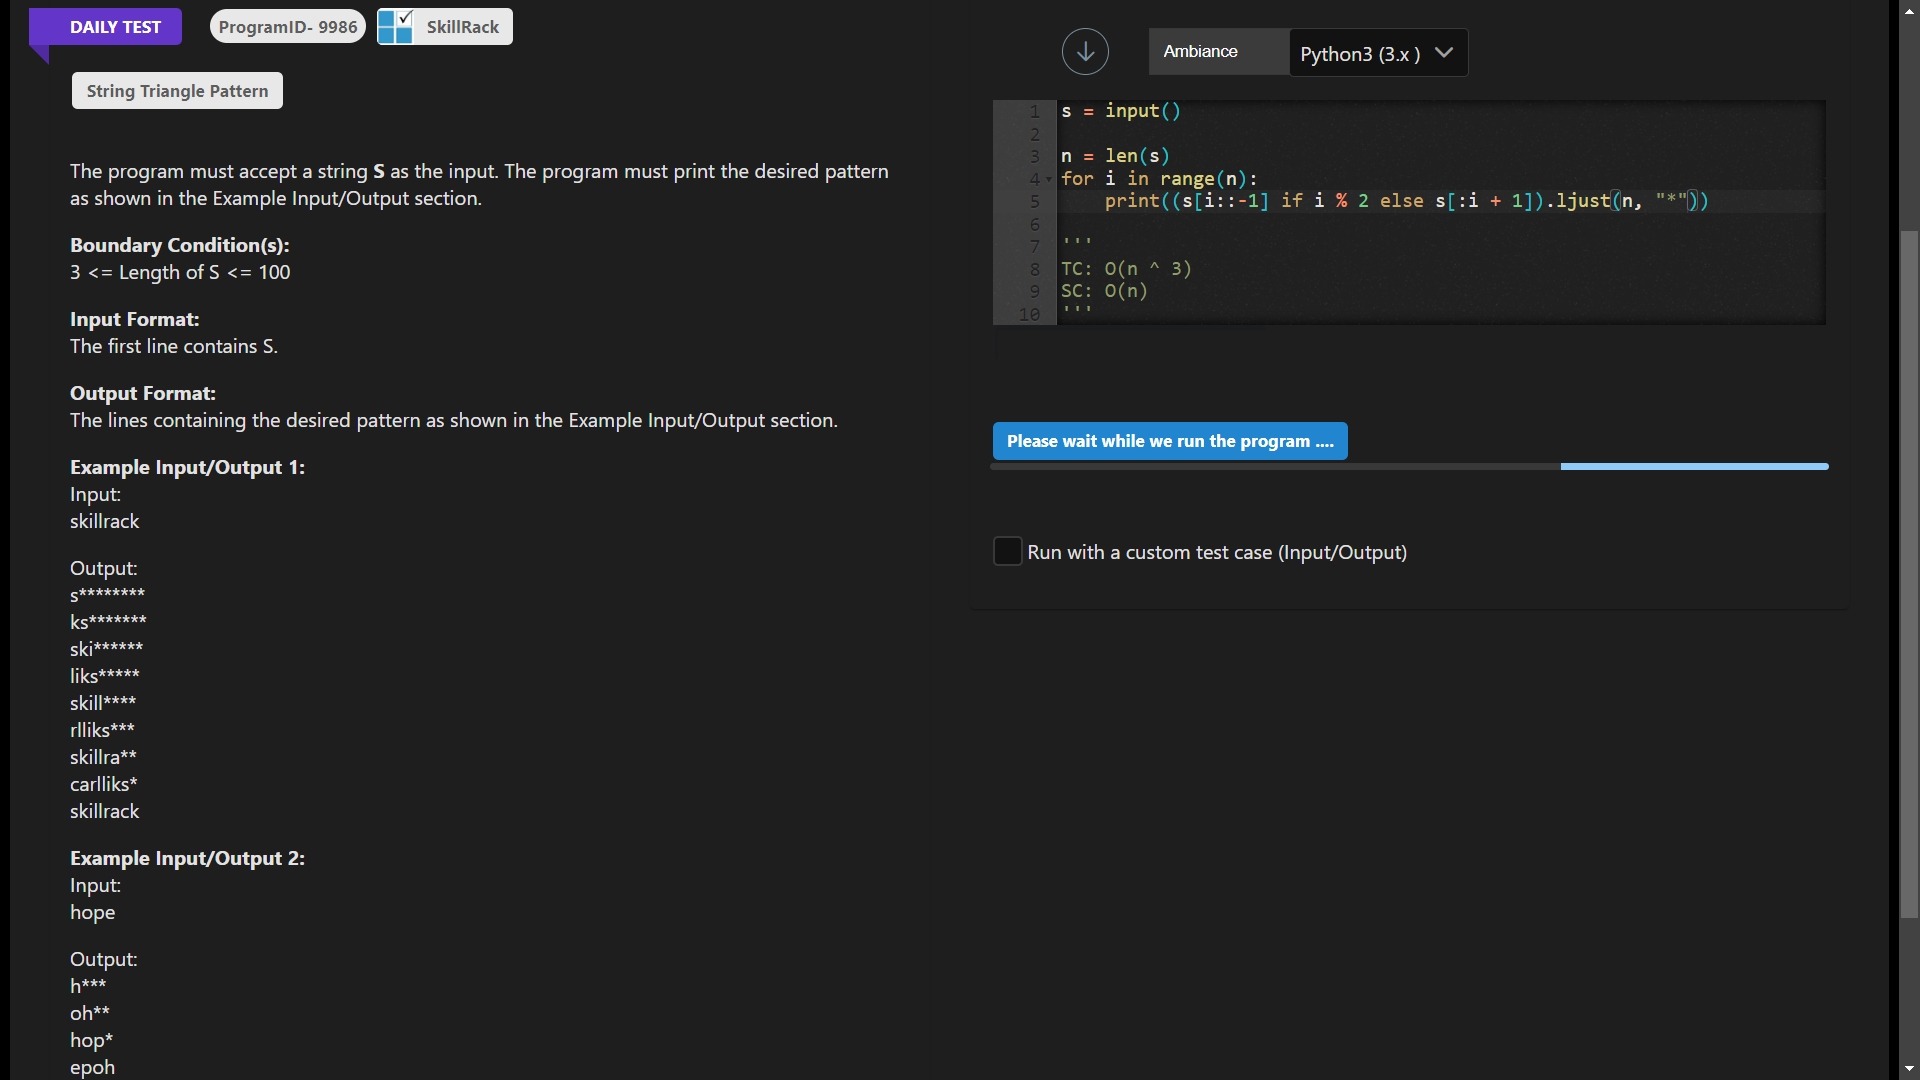 DAILY TEST
ProgramID- 9986
SkillRack
String Triangle Pattern
The program must accept a string S as the input. The program must print the desired pattern
as shown in the Example Input/Output section.
Boundary Condition(s):
3 <= Length of S <= 100
Input Format:
The first line contains S.
Output Format:
The lines containing the desired pattern as shown in the Example Input/Output section.
Example Input/Output 1:
Input:
skillrack
Output:
s********
ks*******
ski******
liks*****
skill****
rlliks***
skillra**
carlliks*
skillrack
Example Input/Output 2:
Input:
hope
Output:
h***
oh**
hop*
epoh
Ambiance
Python3 (3.x )
1 s = input()
2
3 n = len(s)
4 for i in range(n):
5     print((s[i::-1] if i % 2 else s[:i + 1]).ljust(n, "*"))
6
7 '''
8 TC: O(n ^ 3)
9 SC: O(n)
10 '''
Please wait while we run the program ....
Run with a custom test case (Input/Output)